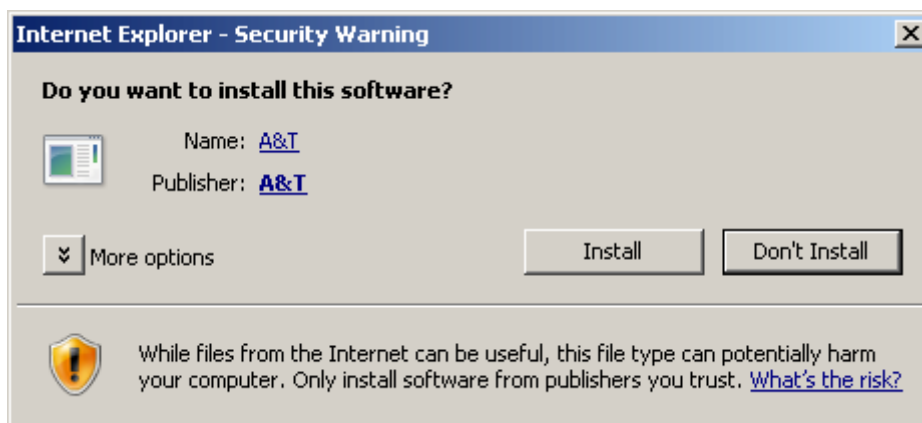 Internet Explorer - Security Warning
Do you want to install this software?
Name: A&T
Publisher: A&T
More options
Install
Don't Install
While files from the Internet can be useful, this file type can potentially harm
your computer. Only install software from publishers you trust. What's the risk?